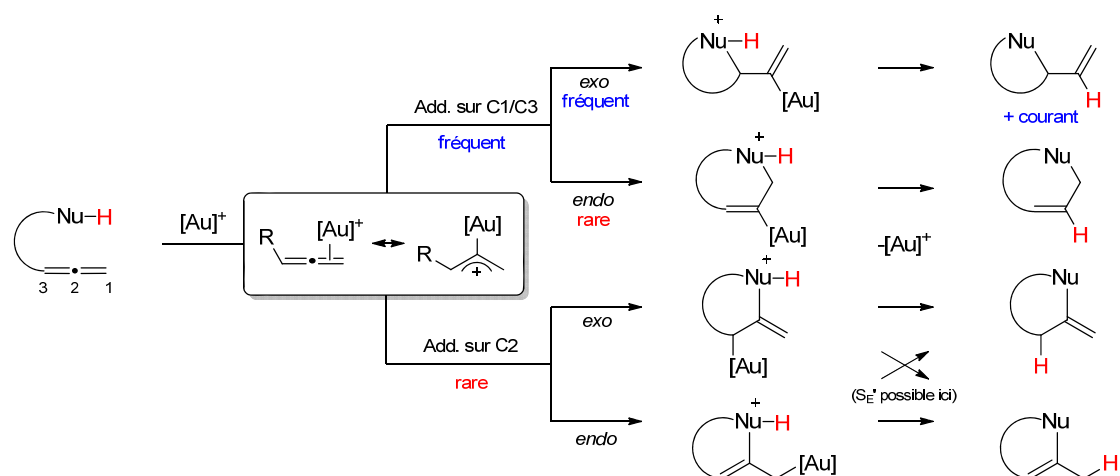 Nu-H
3 2 1
[Au]+
R
[Au]+
[Au]
R
+
Add. sur C1/C3
fréquent
exo
fréquent
endo
rare
Add. sur C2
rare
exo
endo
+
Nu-H
[Au]
+
Nu-H
[Au]
+
Nu-H
[Au]
+
Nu-H
[Au]
-[Au]+
(SE' possible ici)
Nu
H
+ courant
Nu
H
Nu
H
Nu
H